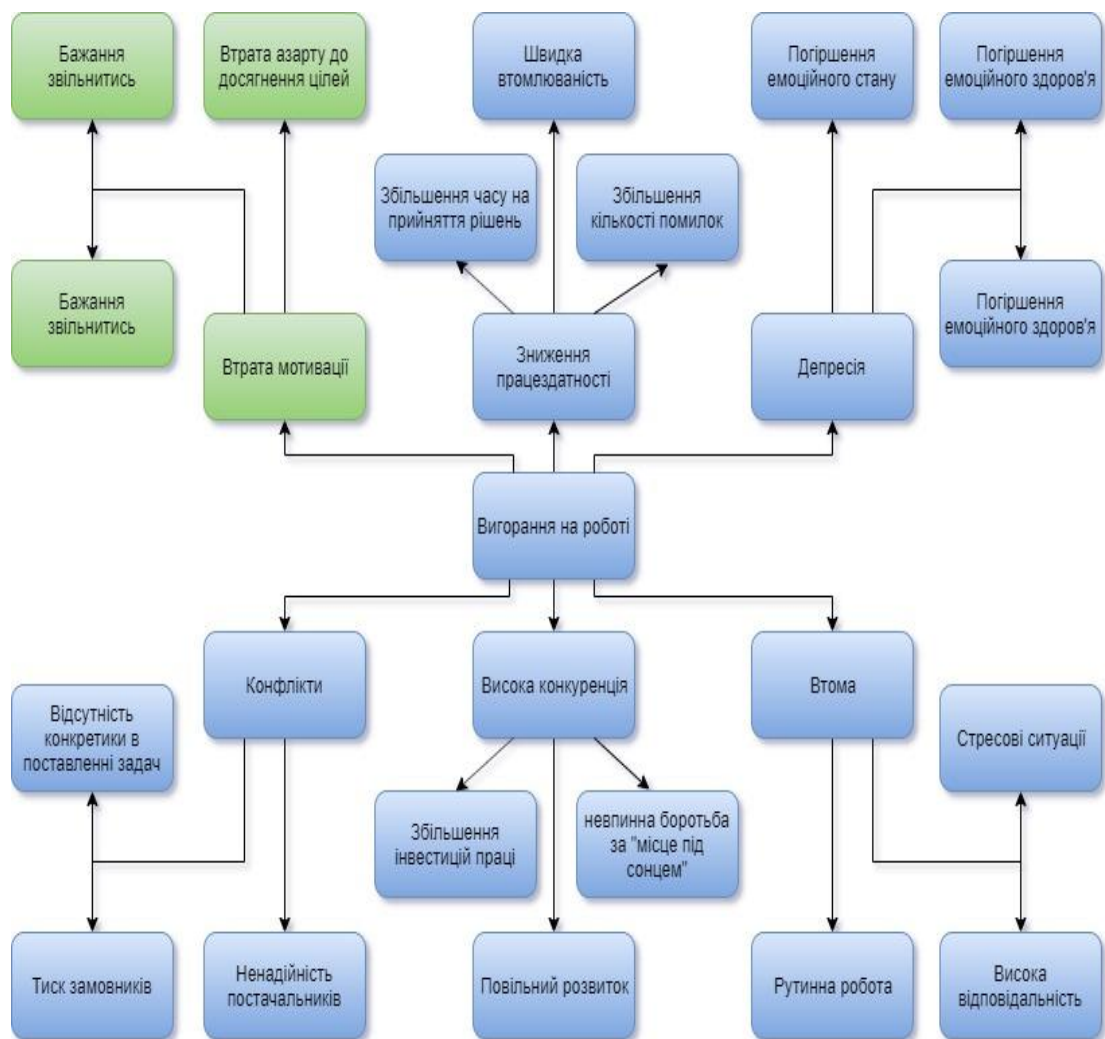 Бажання
звільнитись
Втрата азарту до
досягнення цілей
Швидка
втомлюваність
Погіршення
емоційного стану
Погіршення
емоційного здоров'я
Збільшення часу на
прийняття рішень
Збільшення
кількості помилок
Бажання
звільнитись
Погіршення
емоційного здоров'я
Втрата мотивації
Зниження
працездатності
Депресія
Вигорання на роботі
Конфлікти
Висока конкуренція
Втома
Відсутність
конкретики в
поставленні задач
Стресові ситуації
Збільшення
інвестицій праці
невпинна боротьба
за "місце під
сонцем"
Тиск замовників
Ненадійність
постачальників
Повільний розвиток
Рутинна робота
Висока
відповідальність